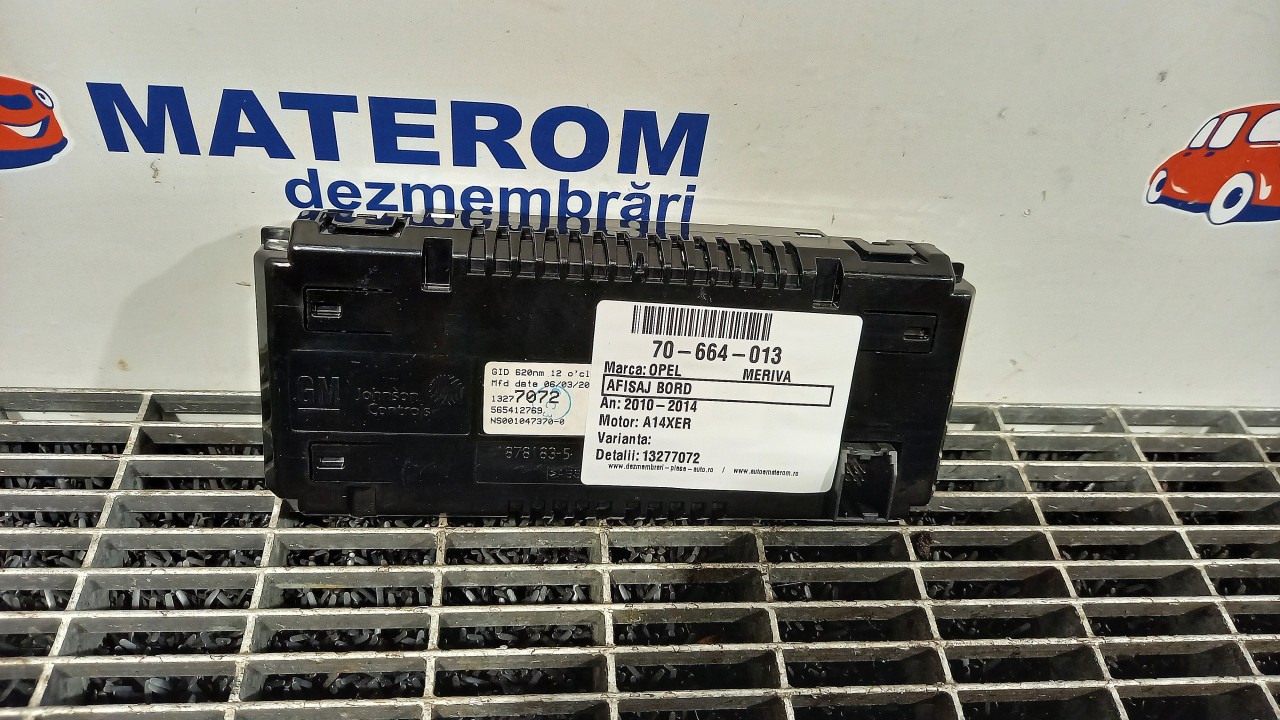 MATEROM
dezmembrări
GM
Johnson
Controls
GID 620nm 12 o'cl
Mfd date 06/03/20
13277072
565412769
NS001047370-0
70-664-013
Marca: OPEL MERIVA
AFISAJ BORD
An: 2010-2014
Motor: A14XER
Varianta:
Detalii: 13277072
www.dezmembrari-piese-auto.ro / www.autoematerom.ro